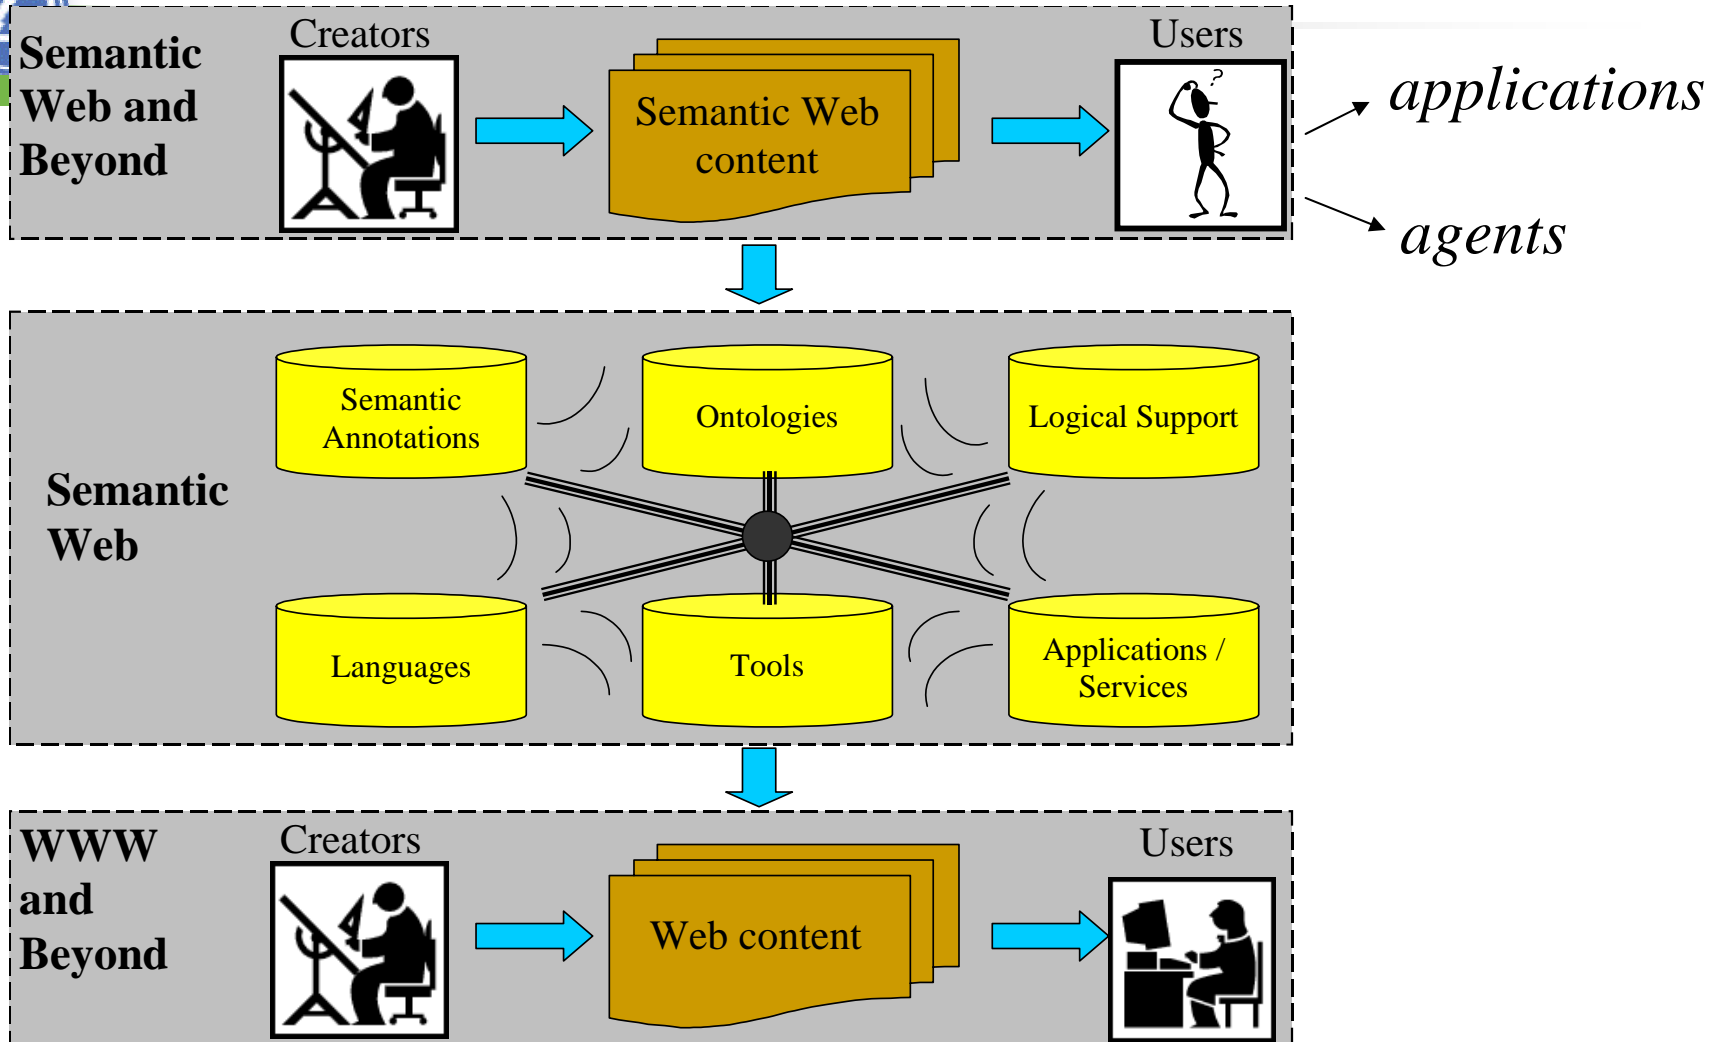 Semantic
Web and
Beyond
Creators
Semantic Web
content
Users
?
applications
agents
Semantic
Web
Semantic
Annotations
Ontologies
Logical Support
Languages
Tools
Applications /
Services
WWW
and
Beyond
Creators
Web content
Users